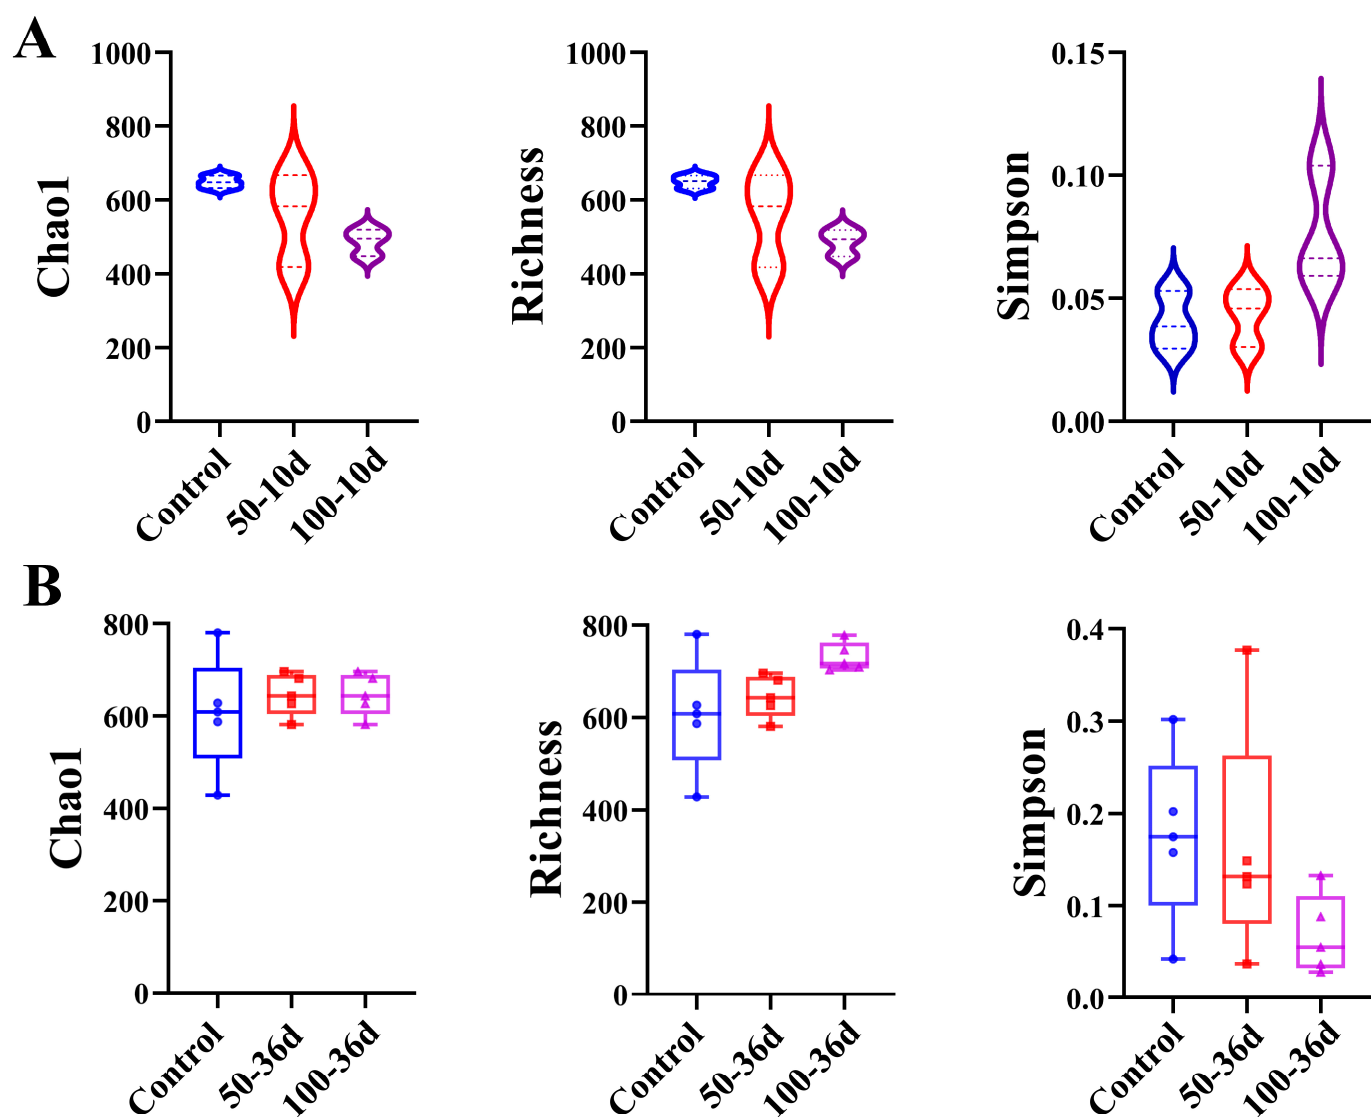 A
Chao1
1000
800
600
400
200
0
Control
50-10d
100-10d
Richness
1000
800
600
400
200
0
Control
50-10d
100-10d
Simpson
0.15
0.10
0.05
0.00
Control
50-10d
100-10d
B
Chao1
800
600
400
200
0
Control
50-36d
100-36d
Richness
800
600
400
200
0
Control
50-36d
100-36d
Simpson
0.4
0.3
0.2
0.1
0.0
Control
50-36d
100-36d